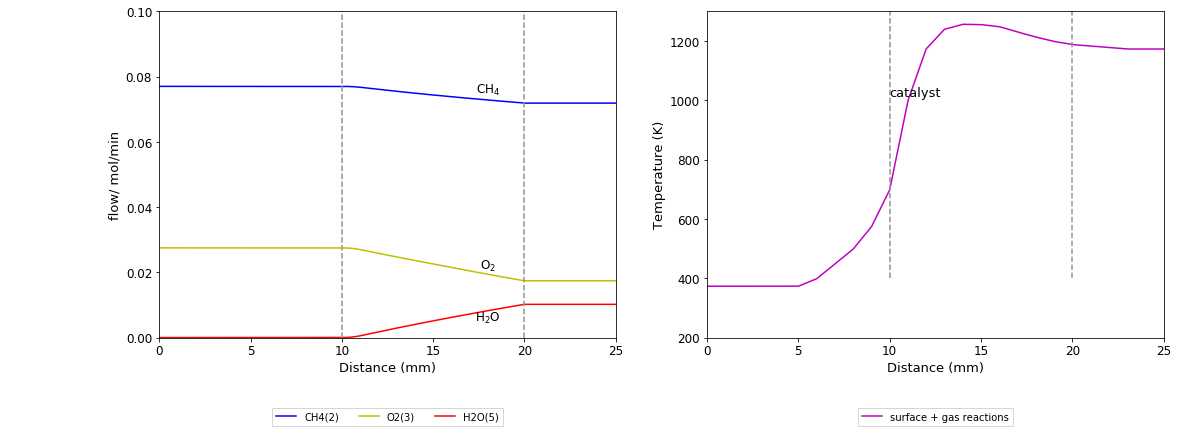 flow/ mol/min
0.10
0.08
0.06
0.04
0.02
0.00
CH4
O2
H2O
0 5 10 15 20 25
Distance (mm)
CH4(2) O2(3) H2O(5)
Temperature (K)
1200
1000
800
600
400
200
catalyst
0 5 10 15 20 25
Distance (mm)
surface + gas reactions